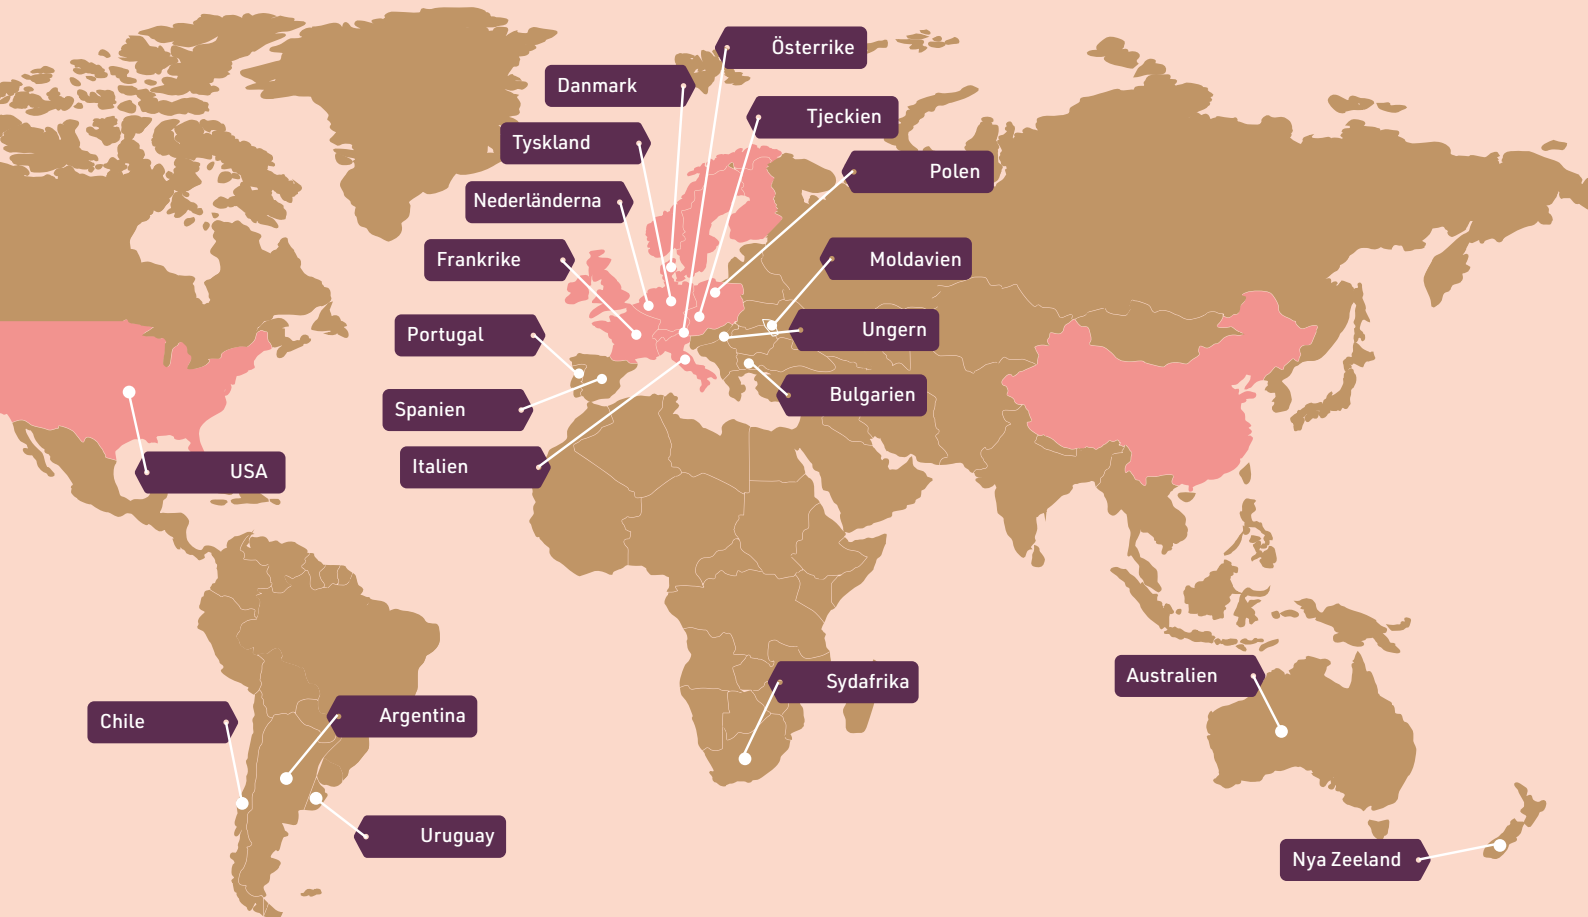 Österrike
Danmark
Tjeckien
Tyskland
Polen
Nederländerna
Frankrike
Moldavien
Portugal
Ungern
Spanien
Bulgarien
Italien
USA
Sydafrika
Australien
Chile
Argentina
Uruguay
Nya Zeeland